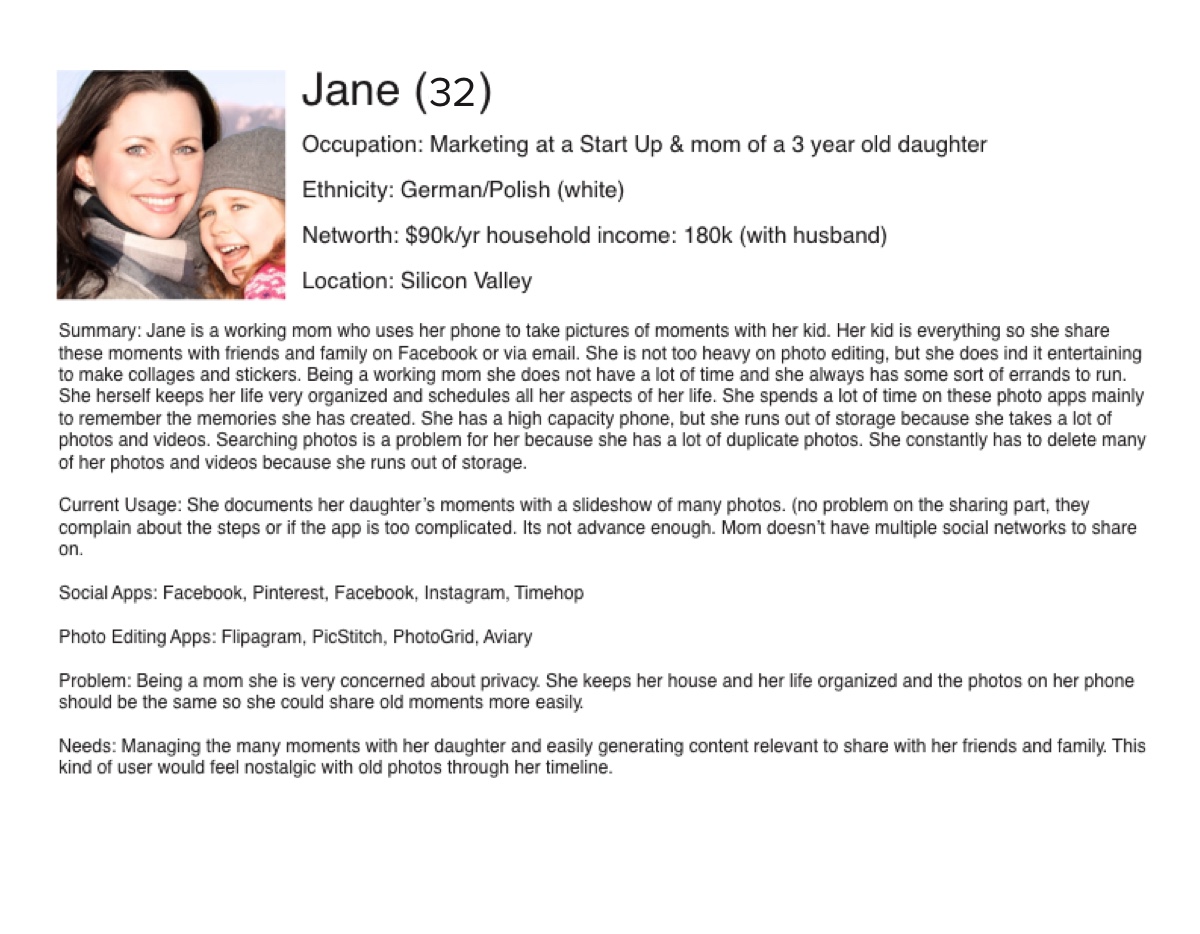 Jane (32)
Occupation: Marketing at a Start Up & mom of a 3 year old daughter
Ethnicity: German/Polish (white)
Networth: $90k/yr household income: 180k (with husband)
Location: Silicon Valley
Summary: Jane is a working mom who uses her phone to take pictures of moments with her kid. Her kid is everything so she share
these moments with friends and family on Facebook or via email. She is not too heavy on photo editing, but she does ind it entertaining
to make collages and stickers. Being a working mom she does not have a lot of time and she always has some sort of errands to run.
She herself keeps her life very organized and schedules all her aspects of her life. She spends a lot of time on these photo apps mainly
to remember the memories she has created. She has a high capacity phone, but she runs out of storage because she takes a lot of
photos and videos. Searching photos is a problem for her because she has a lot of duplicate photos. She constantly has to delete many
of her photos and videos because she runs out of storage.
Current Usage: She documents her daughter's moments with a slideshow of many photos. (no problem on the sharing part, they
complain about the steps or if the app is too complicated. Its not advance enough. Mom doesn't have multiple social networks to share
on.
Social Apps: Facebook, Pinterest, Facebook, Instagram, Timehop
Photo Editing Apps: Flipagram, PicStitch, PhotoGrid, Aviary
Problem: Being a mom she is very concerned about privacy. She keeps her house and her life organized and the photos on her phone
should be the same so she could share old moments more easily.
Needs: Managing the many moments with her daughter and easily generating content relevant to share with her friends and family. This
kind of user would feel nostalgic with old photos through her timeline.